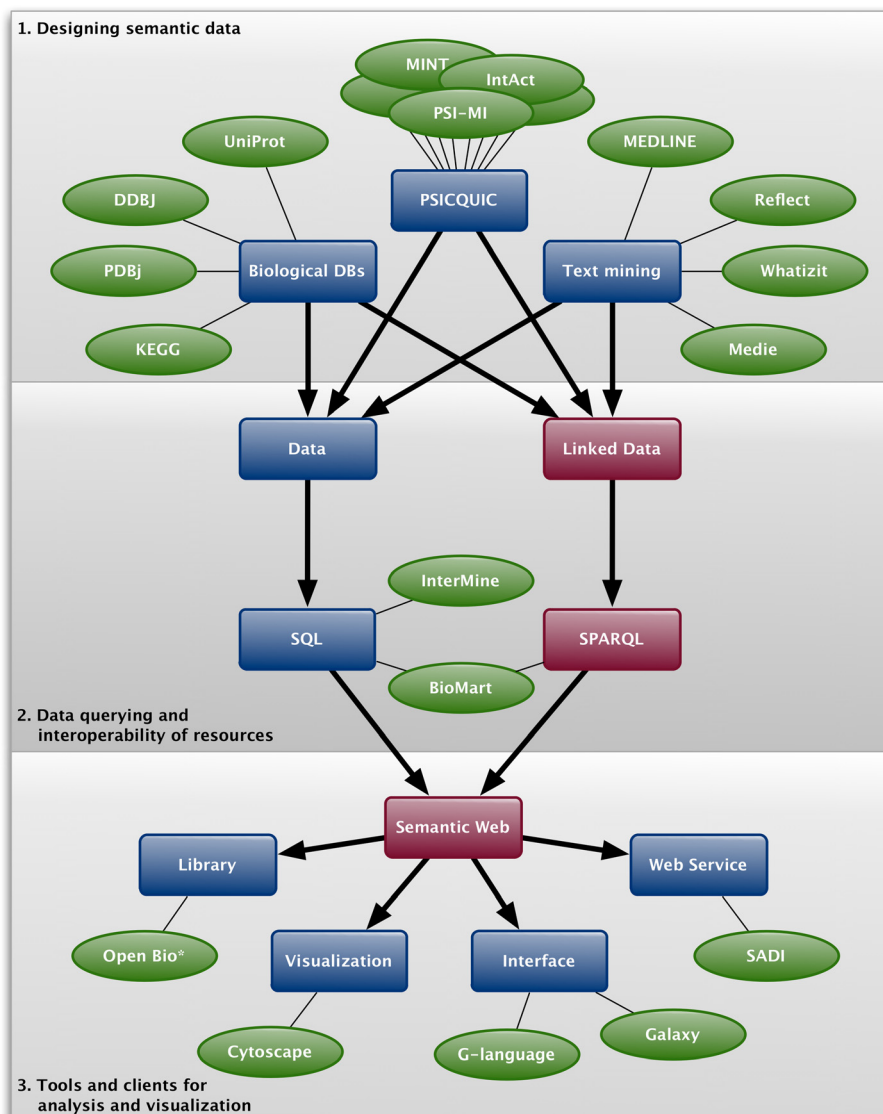 1. Designing semantic data
MINT
IntAct
PSI-MI
UniProt
MEDLINE
DDBJ
PSICQUIC
Reflect
PDBj
Biological DBs
Text mining
Whatizit
KEGG
Medie
Data
Linked Data
InterMine
SQL
SPARQL
BioMart
2. Data querying and
interoperability of resources
Semantic Web
Library
Web Service
Open Bio*
Visualization
Interface
SADI
Cytoscape
G-language
Galaxy
3. Tools and clients for
analysis and visualization